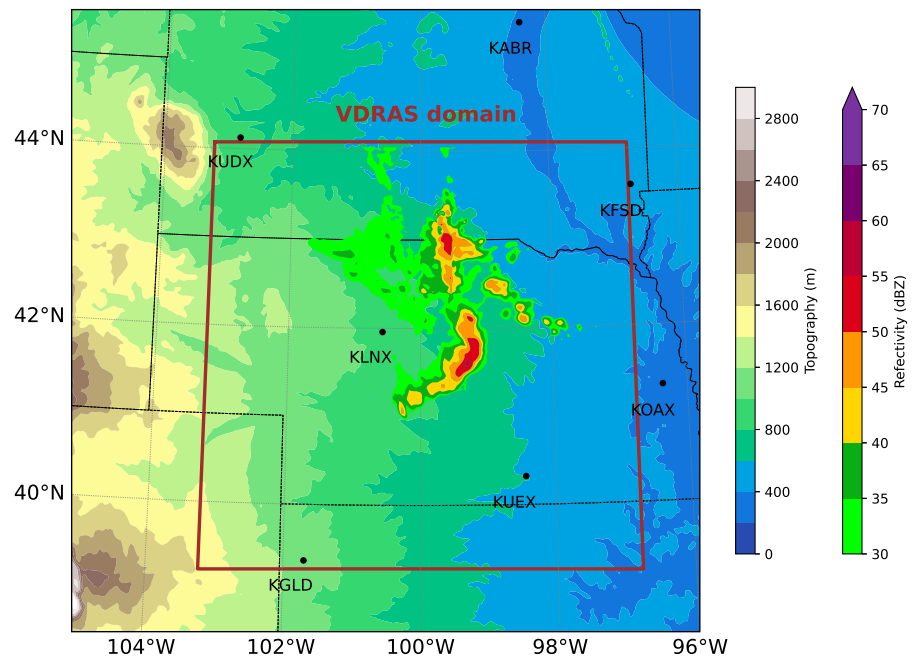 KABR
VDRAS domain
44°N
KUDX
KFSD
42°N
KLNX
KOAX
40°N
KUEX
KGLD
104°W
102°W
100°W
98°W
96°W
2800
2400
2000
1600
1200
800
400
0
Topography (m)
70
65
60
55
50
45
40
35
30
Refectivity (dBZ)